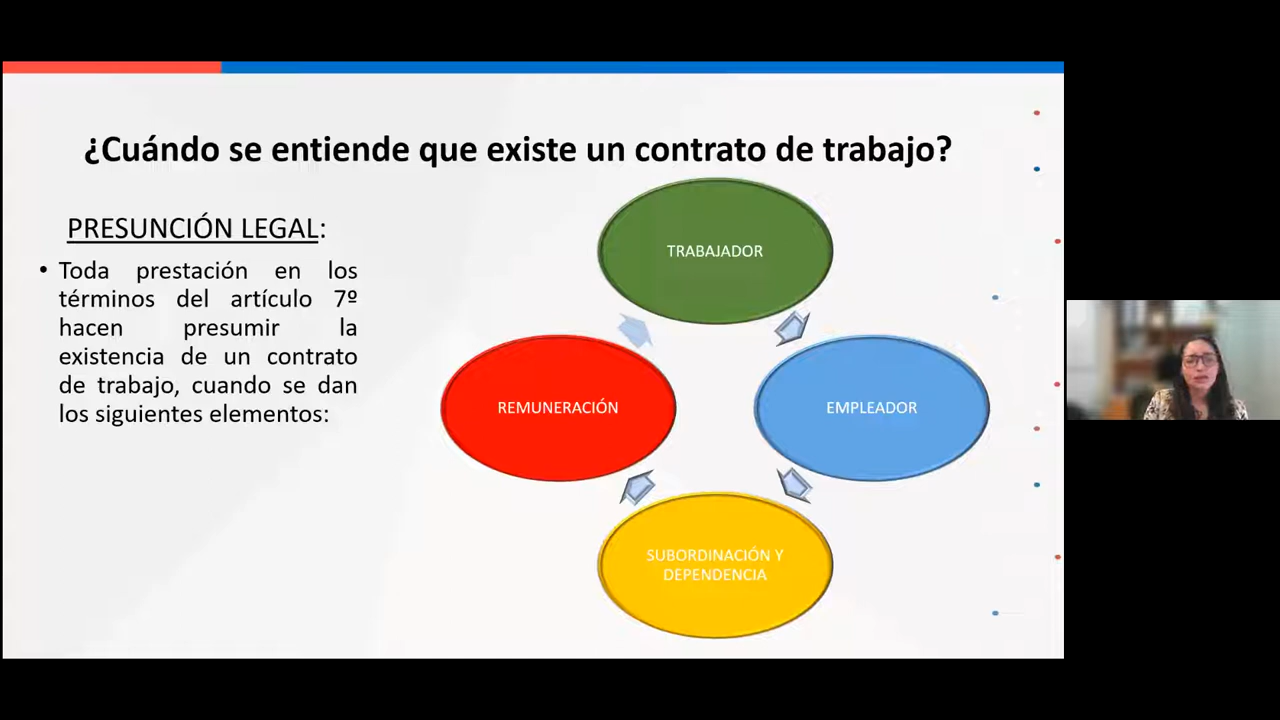 ¿Cuándo se entiende que existe un contrato de trabajo?
PRESUNCIÓN LEGAL:
• Toda prestación en los
términos del artículo 7º
hacen presumir la
existencia de un contrato
de trabajo, cuando se dan
los siguientes elementos:
TRABAJADOR
REMUNERACIÓN
EMPLEADOR
SUBORDINACIÓN Y
DEPENDENCIA